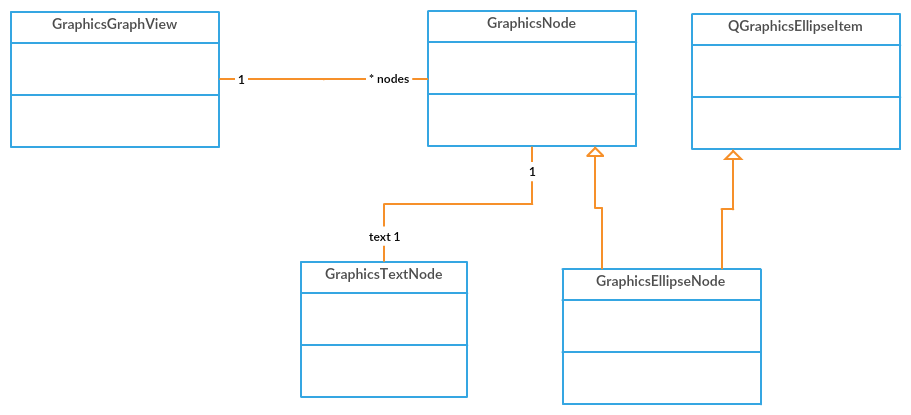 GraphicsGraphView
GraphicsNode
QGraphicsEllipseItem
1
* nodes
1
text 1
GraphicsTextNode
GraphicsEllipseNode